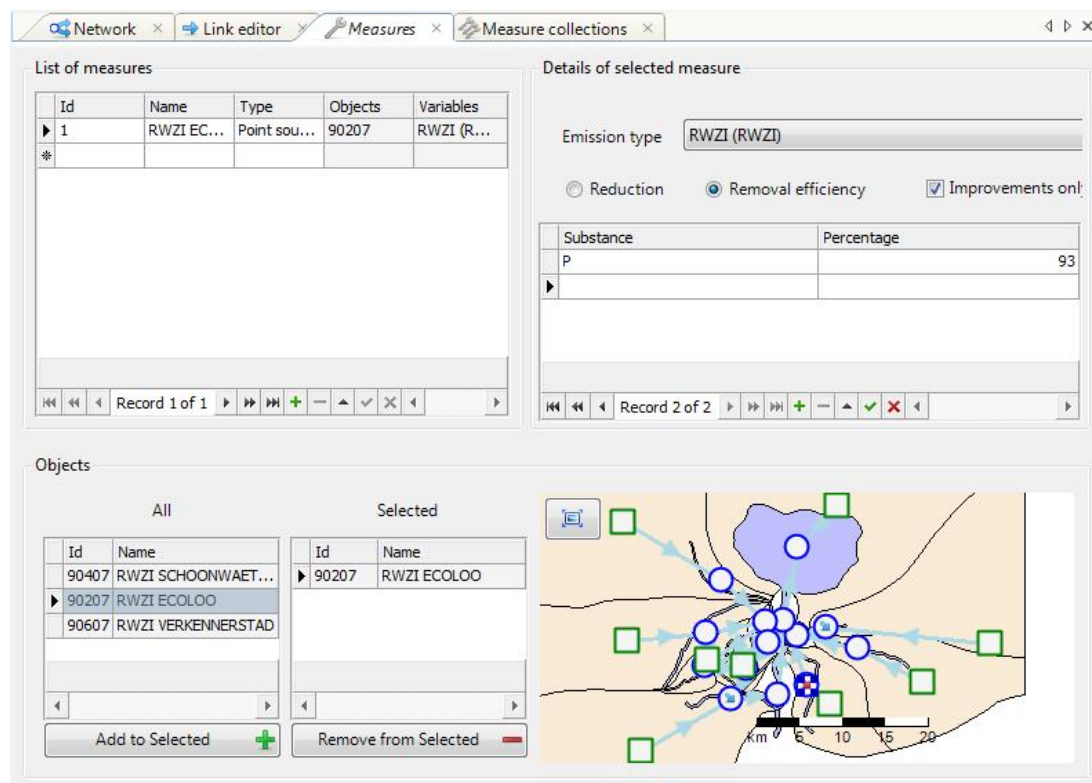 Network × Link editor × Measures × Measure collections ×
List of measures
Id Name Type Objects Variables
1 RWZI EC... Point sou... 90207 RWZI (R...
Record 1 of 1
Details of selected measure
Emission type RWZI (RWZI)
Reduction Removal efficiency Improvements only
Substance Percentage
P 93
Record 2 of 2
Objects
All
Id Name
90407 RWZI SCHOONWAET...
90207 RWZI ECOLOO
90607 RWZI VERKENNERSTAD
Add to Selected
Selected
Id Name
90207 RWZI ECOLOO
Remove from Selected
km 5 10 15 20